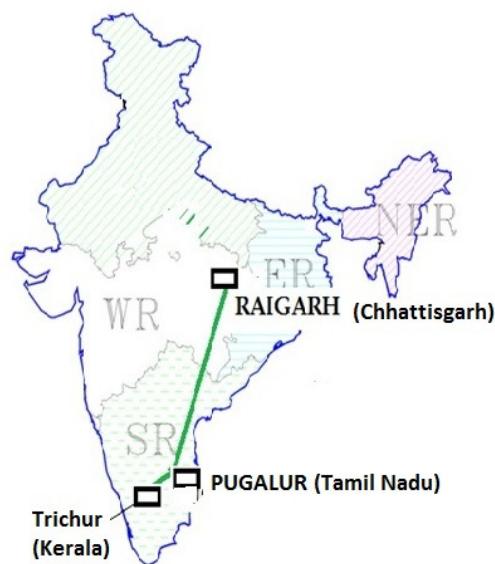 NER
ER
RAIGARH (Chhattisgarh)
WR
SR
PUGALUR (Tamil Nadu)
Trichur
(Kerala)